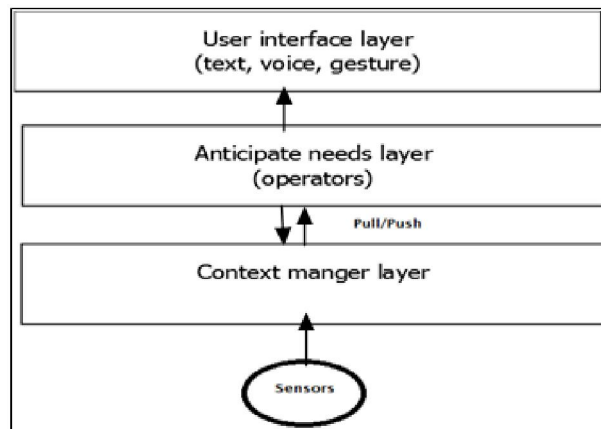 User interface layer
(text, voice, gesture)
Anticipate needs layer
(operators)
Pull/Push
Context manger layer
Sensors